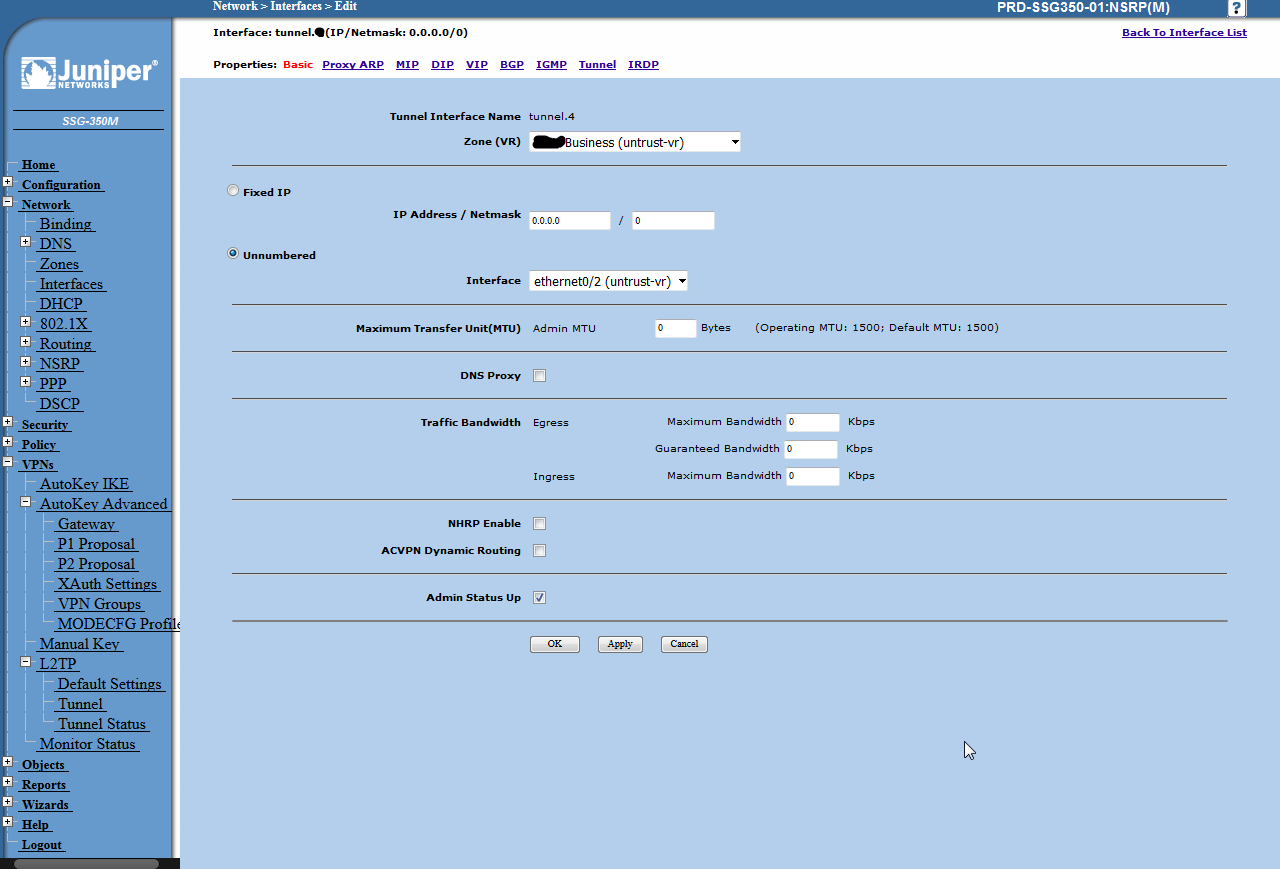 Network > Interfaces > Edit
PRD-SSG350-01:NSRP(M)
?
Interface: tunnel. (IP/Netmask: 0.0.0.0/0)
Back To Interface List
Properties: Basic Proxy ARP MIP DIP VIP BGP IGMP Tunnel IRDP
Juniper
NETWORKS
SSG-350M
Home
Configuration
Network
Binding
DNS
Zones
Interfaces
DHCP
802.1X
Routing
NSRP
PPP
DSCP
Security
Policy
VPNs
AutoKey IKE
AutoKey Advanced
Gateway
P1 Proposal
P2 Proposal
XAuth Settings
VPN Groups
MODECFG Profile
Manual Key
L2TP
Default Settings
Tunnel
Tunnel Status
Monitor Status
Objects
Reports
Wizards
Help
Logout
Tunnel Interface Name tunnel.4
Zone (VR) Business (untrust-vr)
Fixed IP
IP Address / Netmask 0.0.0.0 / 0
Unnumbered
Interface ethernet0/2 (untrust-vr)
Maximum Transfer Unit(MTU) Admin MTU 0 Bytes (Operating MTU: 1500; Default MTU: 1500)
DNS Proxy
Traffic Bandwidth Egress Maximum Bandwidth 0 Kbps
Guaranteed Bandwidth 0 Kbps
Ingress Maximum Bandwidth 0 Kbps
NHRP Enable
ACVPN Dynamic Routing
Admin Status Up
OK Apply Cancel